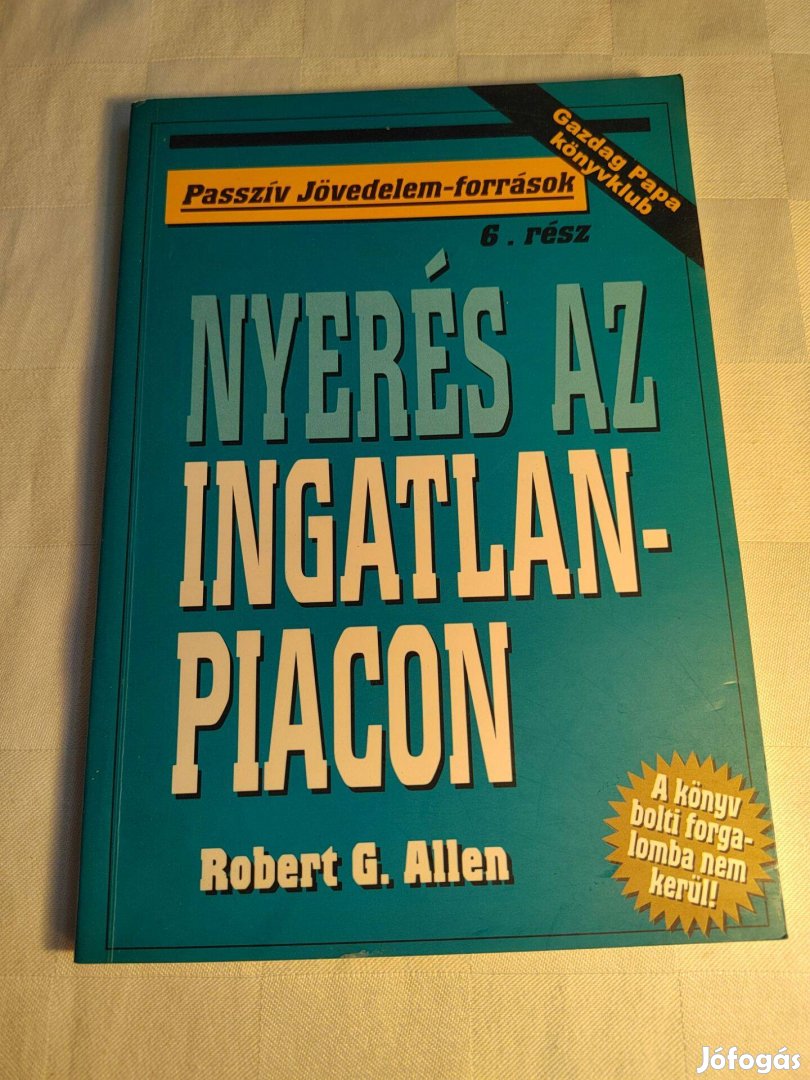 Gazdag Papa
könyvklub
Passzív Jövedelem-források
6. rész
NYERÉS AZ
INGATLAN-
PIACON
Robert G. Allen
A könyv
bolti forga-
lomba nem
kerül!
Jófogás